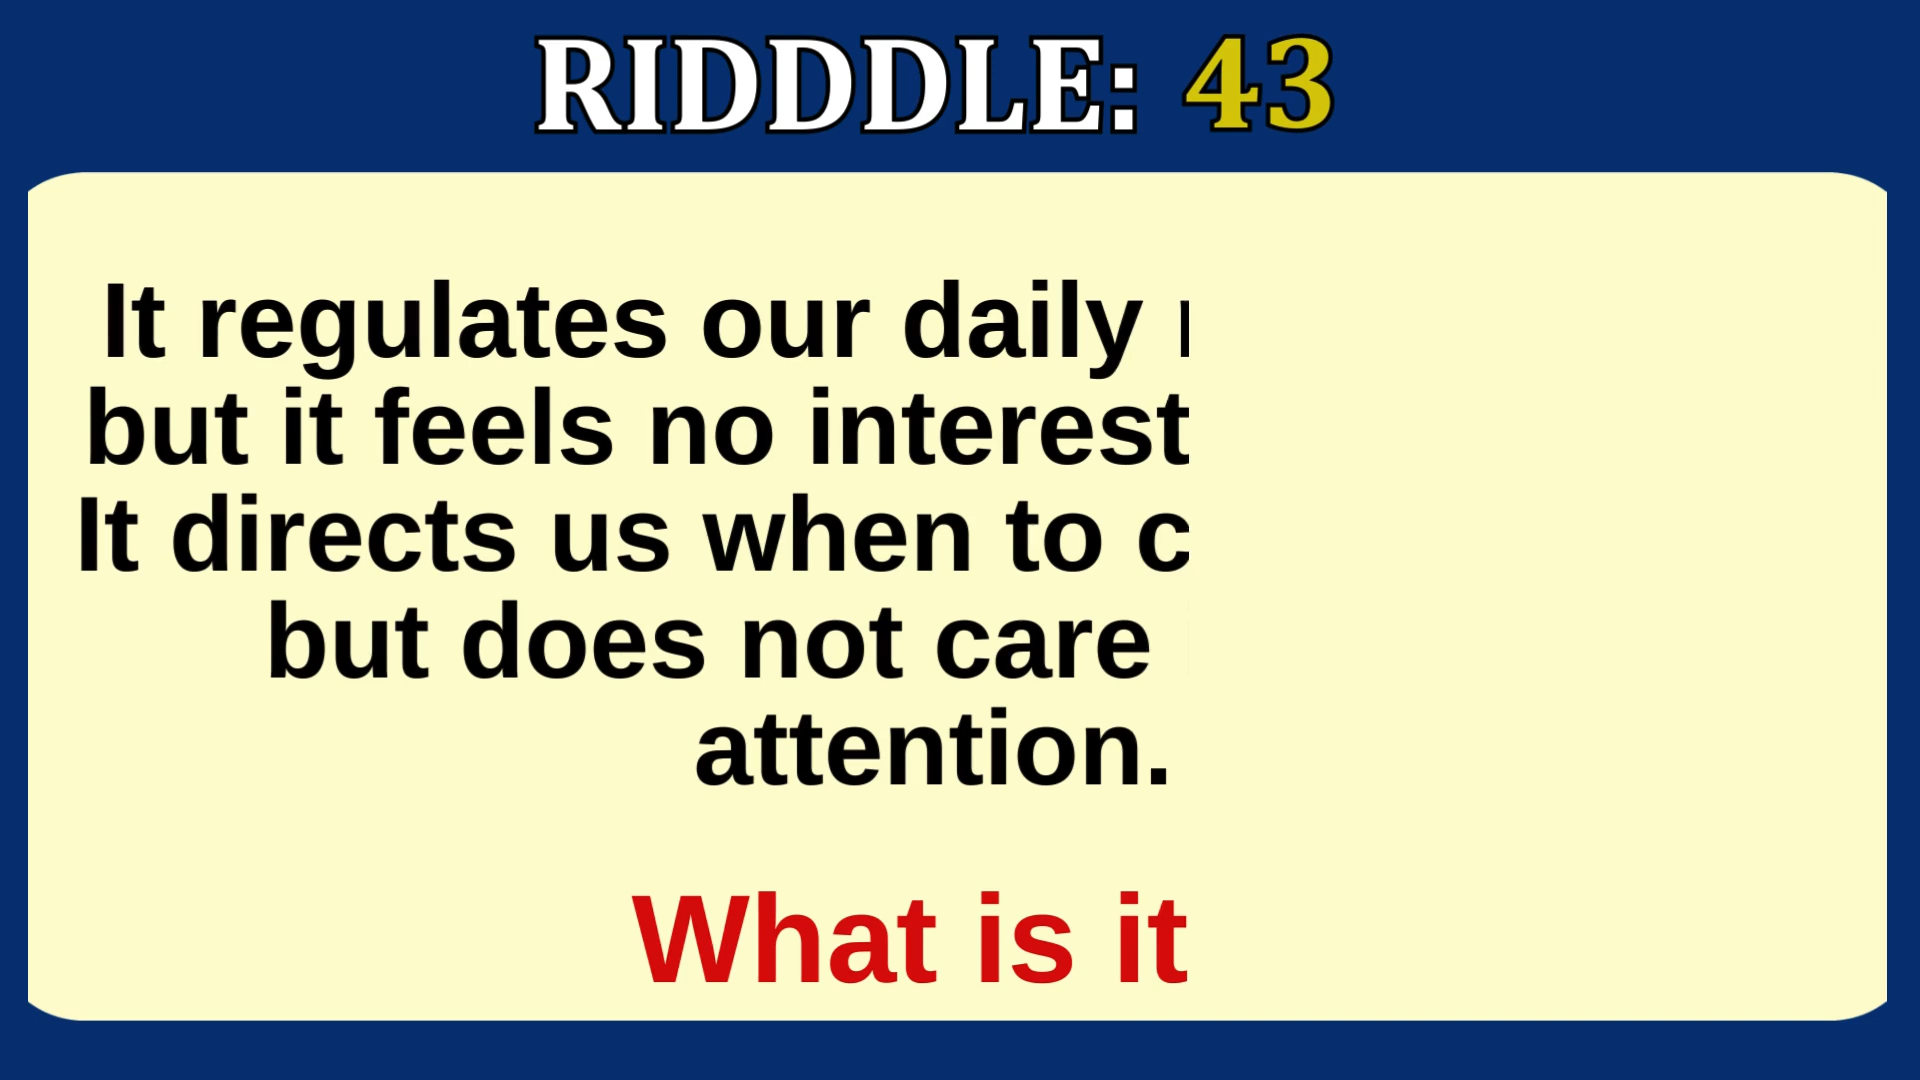 RIDDDLE: 43
It regulates our daily
but it feels no interest
It directs us when to
but does not care
attention.
What is it